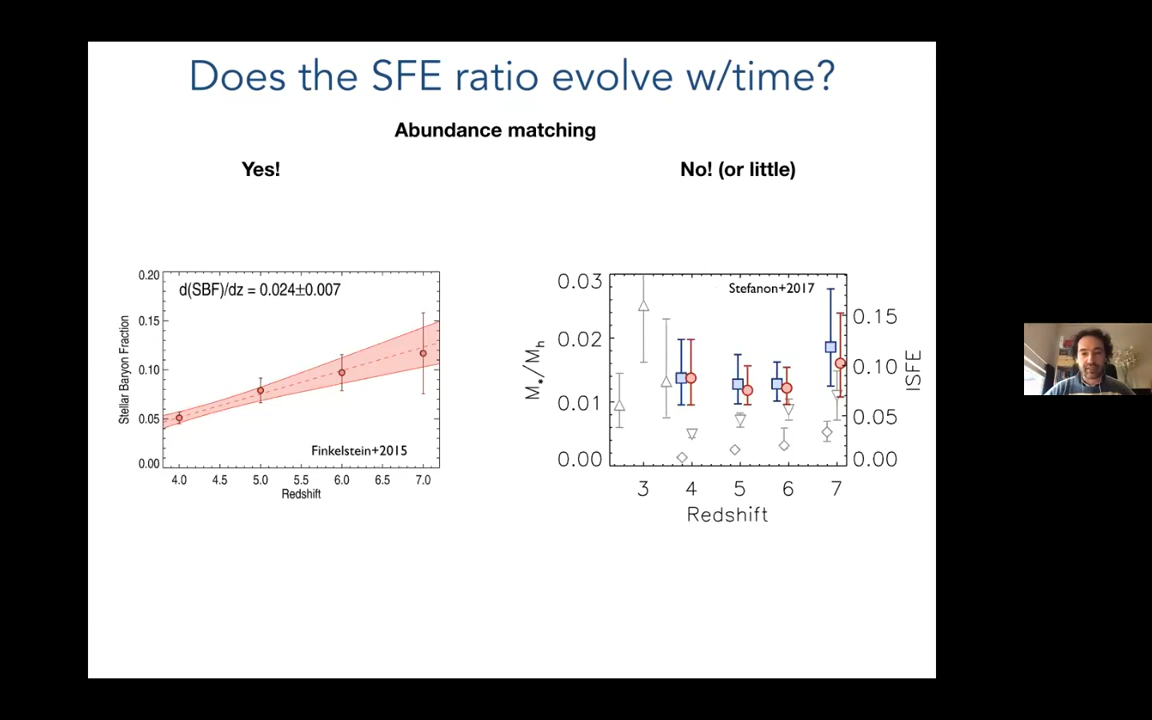 Does the SFE ratio evolve w/time?
Abundance matching
Yes!
No! (or little)
d(SBF)/dz = 0.024±0.007
0.20
0.15
0.10
0.05
0.00
Stellar Baryon Fraction
Finkelstein+2015
4.0 4.5 5.0 5.5 6.0 6.5 7.0
Redshift
Stefanon+2017
0.03
0.02
0.01
0.00
M*/Mh
0.15
0.10
0.05
0.00
ISFE
3 4 5 6 7
Redshift